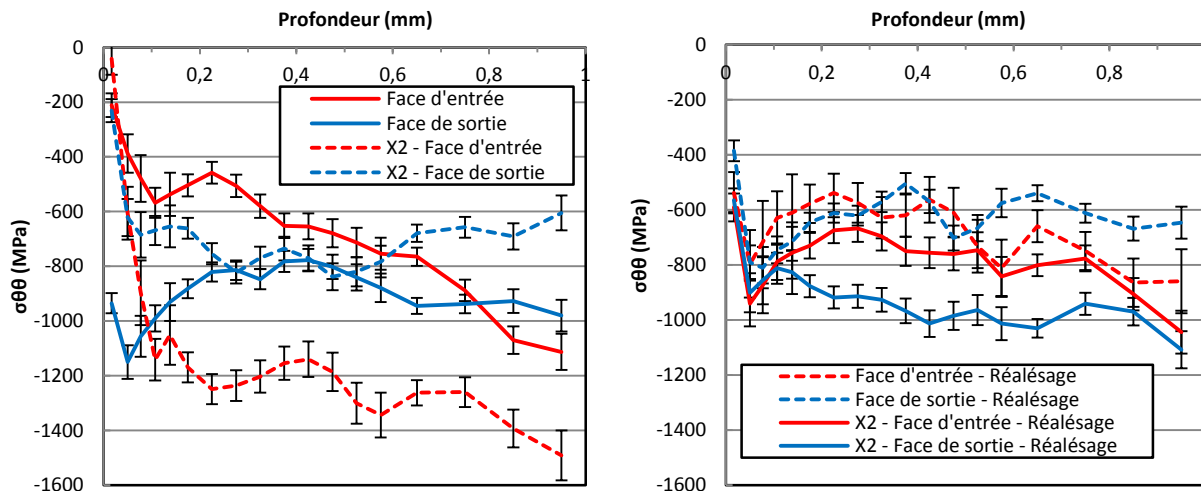 Profondeur (mm)
0
0 0,2 0,4 0,6 0,8 1
-200
-400
-600
-800
-1000
-1200
-1400
-1600
σθθ (MPa)
Face d'entrée
Face de sortie
X2 - Face d'entrée
X2 - Face de sortie
Profondeur (mm)
0
0 0,2 0,4 0,6 0,8
-200
-400
-600
-800
-1000
-1200
-1400
-1600
σθθ (MPa)
Face d'entrée - Réalésage
Face de sortie - Réalésage
X2 - Face d'entrée - Réalésage
X2 - Face de sortie - Réalésage